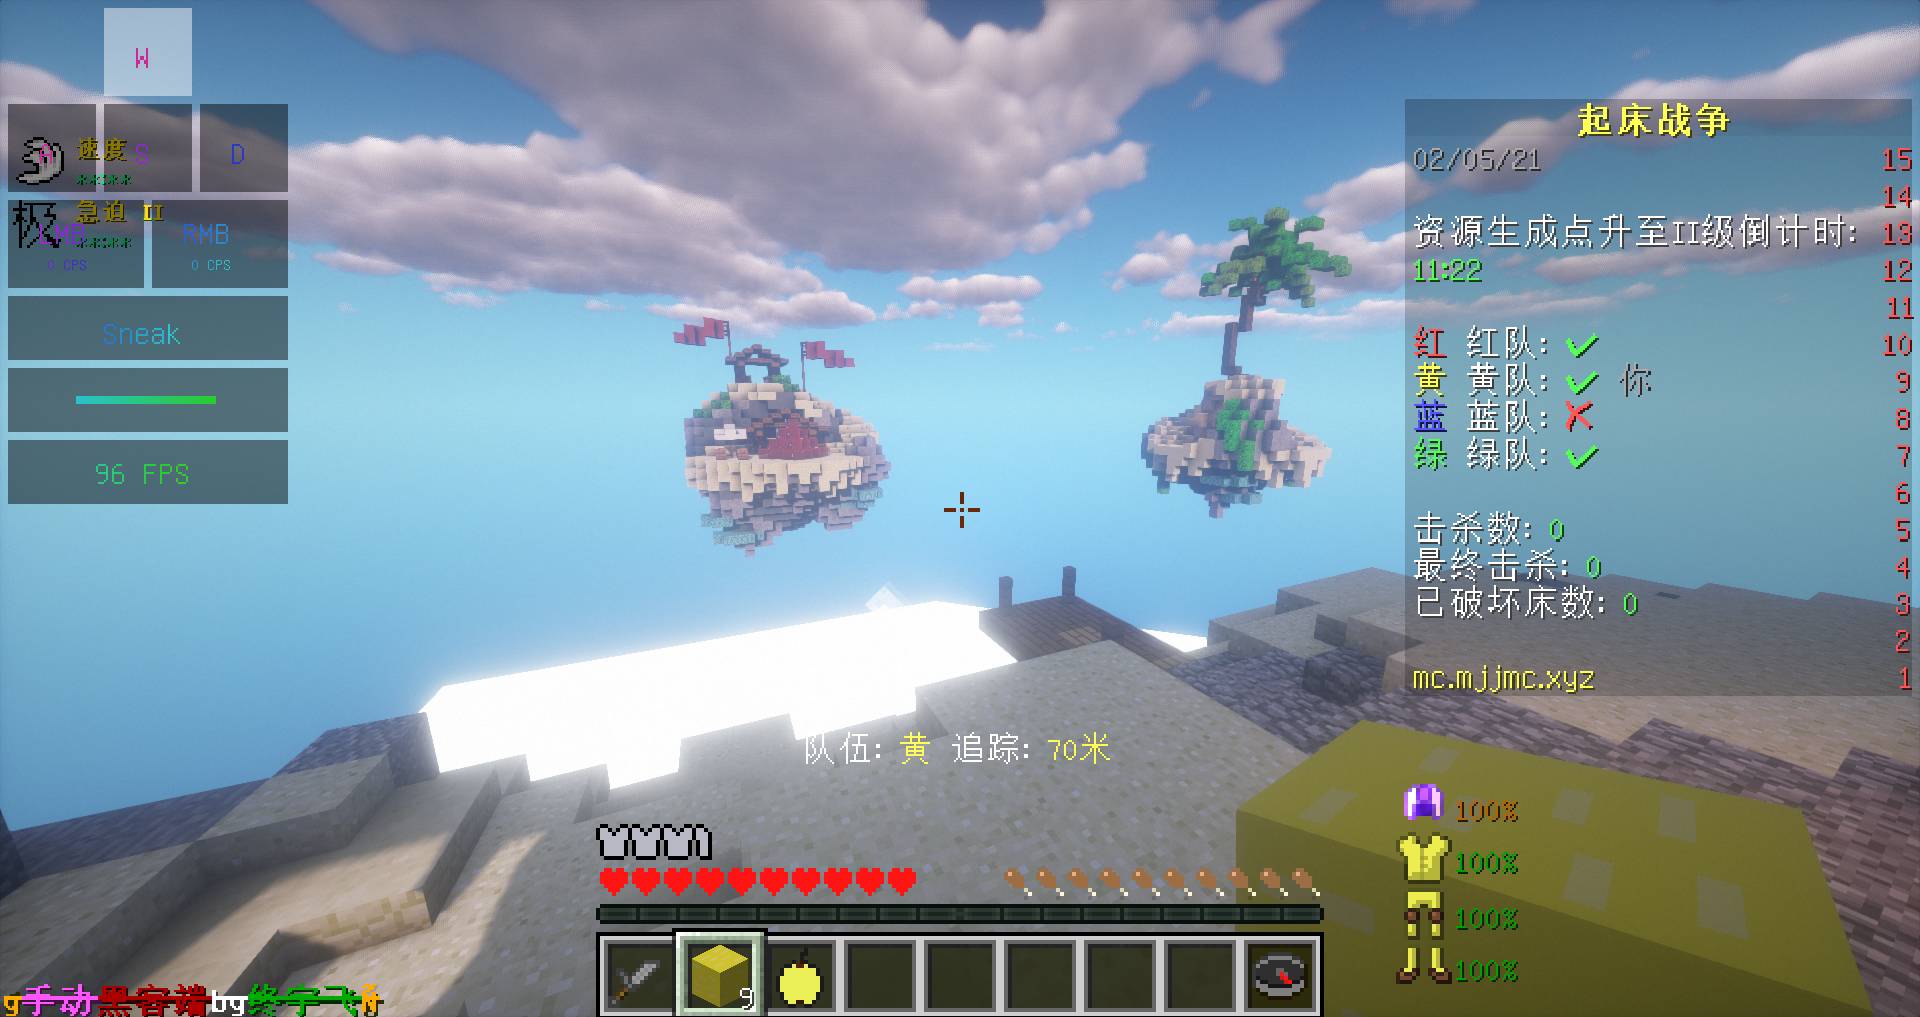 W
速度
S
D
急迫 II
LMB
RMB
0 CPS
0 CPS
Sneak
96 FPS
起床战争
02/05/21
15
14
资源生成点升至II级倒计时:
13
11:22
12
11
红 红队:
10
黄 黄队: 你
9
蓝 蓝队:
8
绿 绿队:
7
6
击杀数: 0
5
最终击杀: 0
4
已破坏床数: 0
3
2
mc.mjjmc.xyz
1
队伍: 黄 追踪: 70米
100%
100%
100%
100%
9
手动黑客端by终宇飞